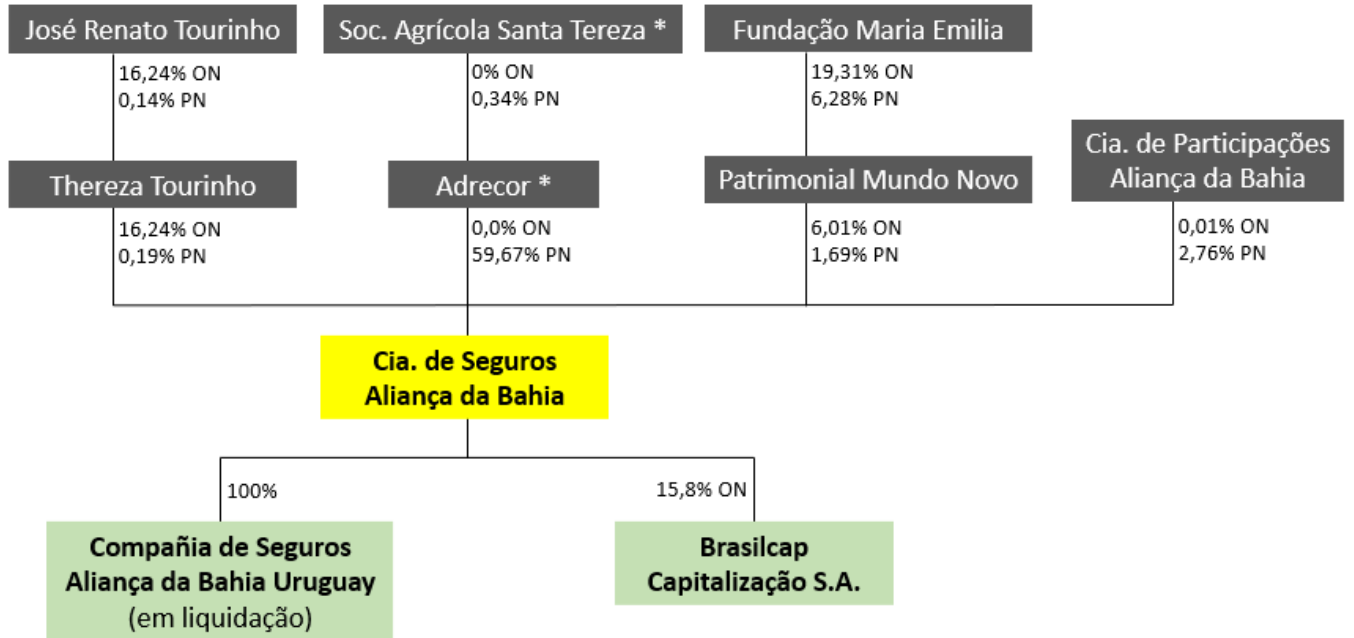 José Renato Tourinho
16,24% ON
0,14% PN
Soc. Agrícola Santa Tereza *
0% ON
0,34% PN
Fundação Maria Emilia
19,31% ON
6,28% PN
Thereza Tourinho
16,24% ON
0,19% PN
Adrecor *
0,0% ON
59,67% PN
Patrimonial Mundo Novo
6,01% ON
1,69% PN
Cia. de Participações
Aliança da Bahia
0,01% ON
2,76% PN
Cia. de Seguros
Aliança da Bahia
100%
15,8% ON
Compañia de Seguros
Aliança da Bahia Uruguay
(em liquidação)
Brasilcap
Capitalização S.A.